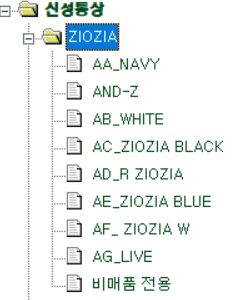 신성통상
ZIOZIA
AA_NAVY
AND-Z
AB_WHITE
AC_ZIOZIA BLACK
AD_R ZIOZIA
AE_ZIOZIA BLUE
AF_ ZIOZIA W
AG_LIVE
비매품 전용